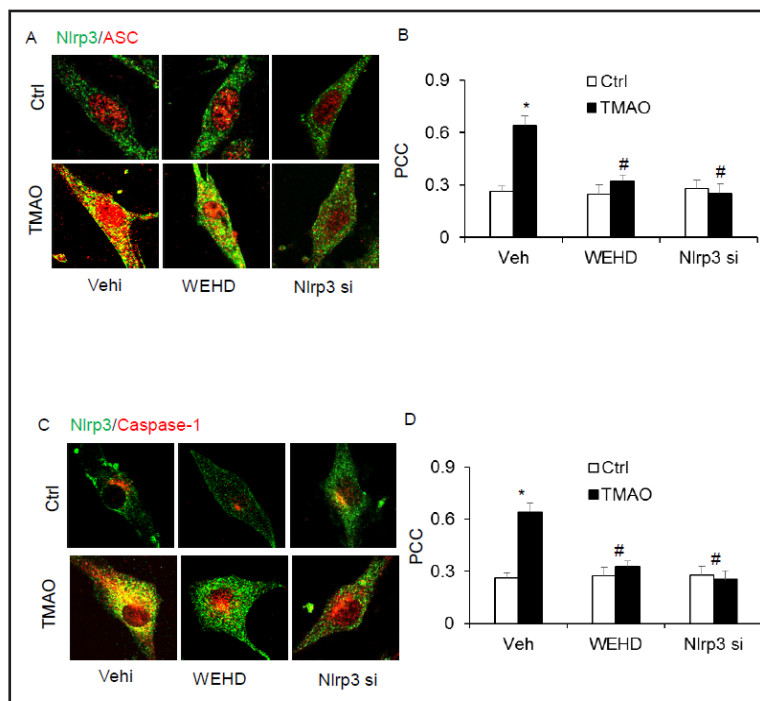 A Nlrp3/ASC
Ctrl
TMAO
Vehi WEHD Nlrp3 si
B
0.9
0.6
0.3
0
PCC
Ctrl
TMAO
*
#
#
Veh WEHD Nlrp3 si
C Nlrp3/Caspase-1
Ctrl
TMAO
Vehi WEHD Nlrp3 si
D
0.9
0.6
0.3
0
PCC
Ctrl
TMAO
*
#
#
Veh WEHD Nlrp3 si